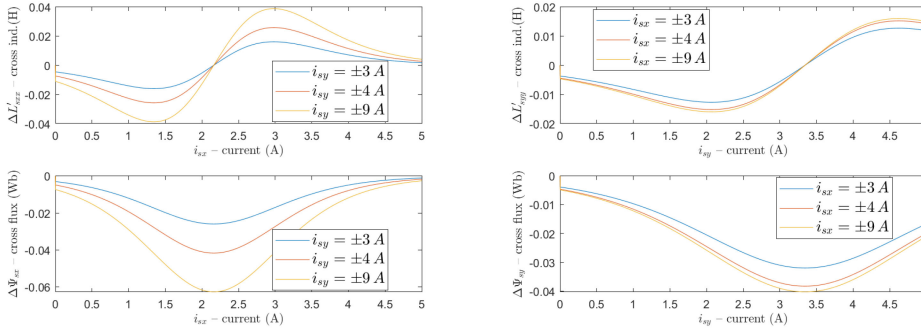 ΔL′sxx – cross ind.(H)
0.04
0.02
0
-0.02
-0.04
0 0.5 1 1.5 2 2.5 3 3.5 4 4.5 5
isx – current (A)
isy = ±3 A
isy = ±4 A
isy = ±9 A
ΔL′syy – cross ind.(H)
0.02
0.01
0
-0.01
-0.02
0 0.5 1 1.5 2 2.5 3 3.5 4 4.5
isy – current (A)
isx = ±3 A
isx = ±4 A
isx = ±9 A
ΔΨsx – cross flux (Wb)
0
-0.02
-0.04
-0.06
0 0.5 1 1.5 2 2.5 3 3.5 4 4.5 5
isx – current (A)
isy = ±3 A
isy = ±4 A
isy = ±9 A
ΔΨsy – cross flux (Wb)
0
-0.01
-0.02
-0.03
-0.04
0 0.5 1 1.5 2 2.5 3 3.5 4 4.5
isy – current (A)
isx = ±3 A
isx = ±4 A
isx = ±9 A